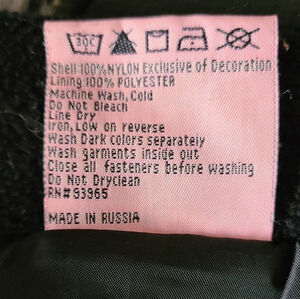 30C
Shell-100%NYLON Exclusive of Decoration
Lining 100% POLYESTER
Machine Wash, Cold
Do Not Bleach
Line Dry
Iron, Low on reverse
Wash Dark colors separately
Wash garments inside out
Close all fasteners before washing
Do Not Dryclean
RN# 93965
MADE IN RUSSIA